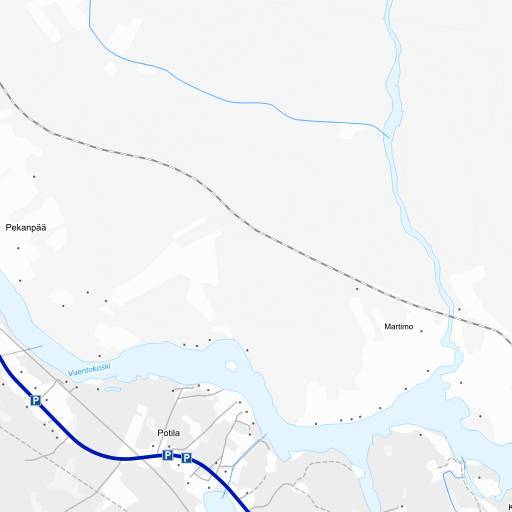 Pekanpää
Martimo
Vuentokoski
P
Potila
P
P
K